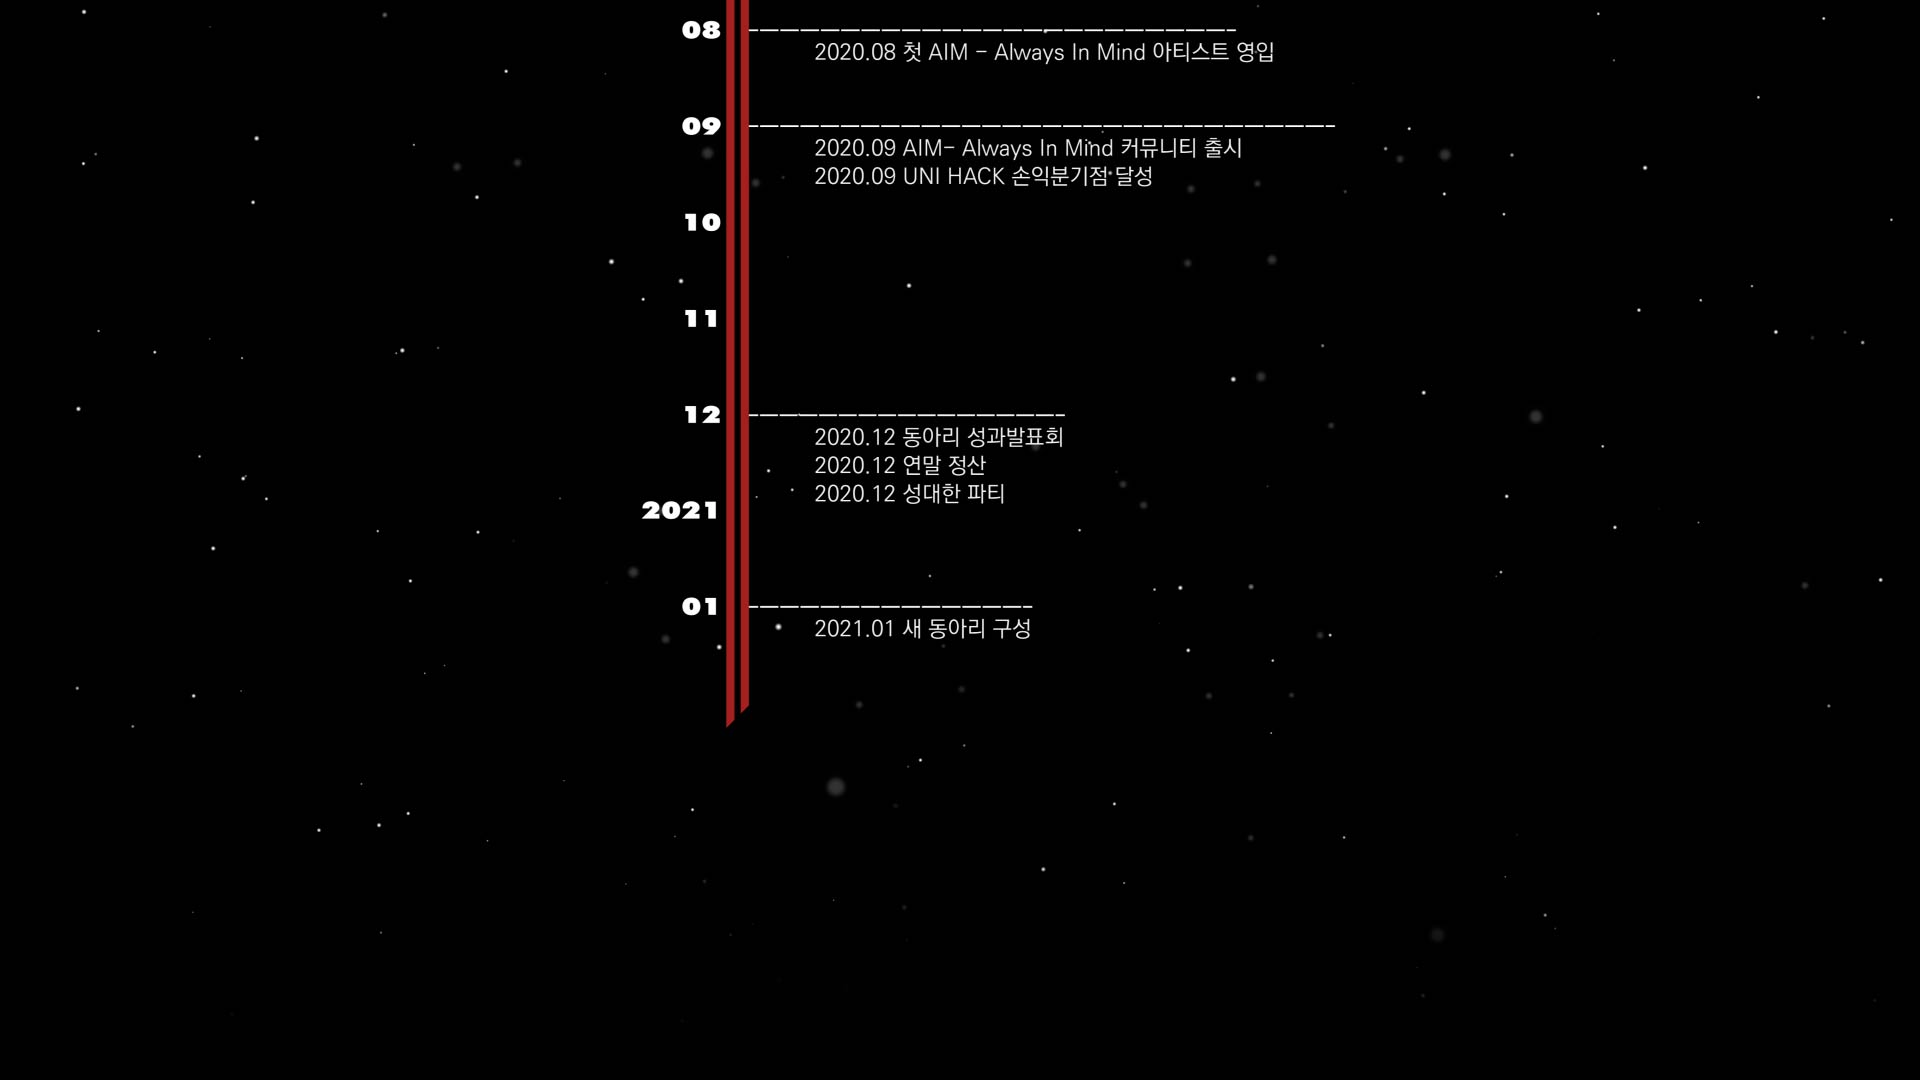 08
2020.08 첫 AIM - Always In Mind 아티스트 영입
09
2020.09 AIM- Always In Mind 커뮤니티 출시
2020.09 UNI HACK 손익분기점 달성
10
11
12
2020.12 동아리 성과발표회
2020.12 연말 정산
2020.12 성대한 파티
2021
01
2021.01 새 동아리 구성